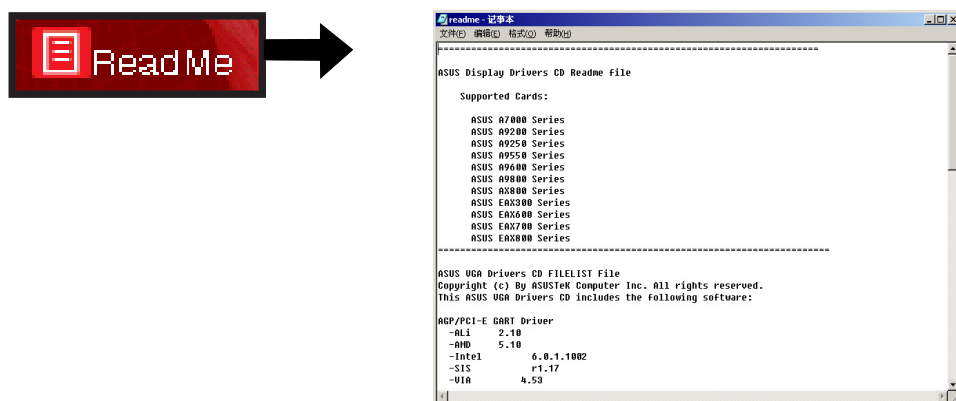 Read Me
readme - 记事本
文件(F) 编辑(E) 格式(O) 帮助(H)
=====================================================================
ASUS Display Drivers CD Readme file
Supported Cards:
ASUS A7000 Series
ASUS A9200 Series
ASUS A9250 Series
ASUS A9550 Series
ASUS A9600 Series
ASUS A9800 Series
ASUS AX800 Series
ASUS EAX300 Series
ASUS EAX600 Series
ASUS EAX700 Series
ASUS EAX800 Series
=======================================================================
ASUS VGA Drivers CD FILELIST File
Copyright (c) By ASUSTeK Computer Inc. All rights reserved.
This ASUS VGA Drivers CD includes the following software:
AGP/PCI-E GART Driver
-ALi 2.10
-AMD 5.10
-Intel 6.0.1.1002
-SIS r1.17
-VIA 4.53